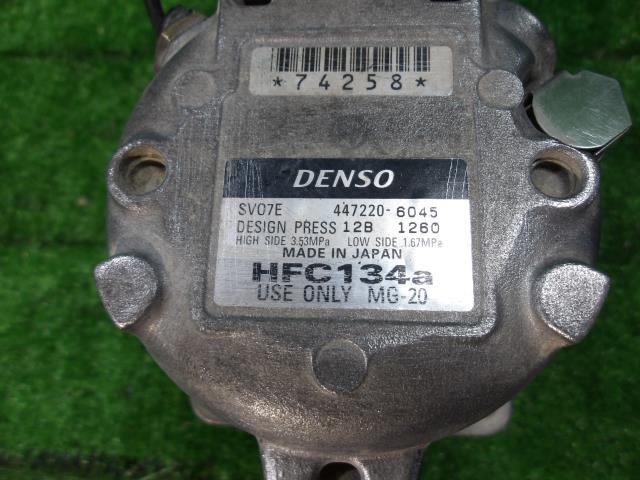 *74258*
DENSO
SV07E 447220-6045
DESIGN PRESS 12B 1260
HIGH SIDE 3.53MPa LOW SIDE 1.67MPa
MADE IN JAPAN
HFC134a
USE ONLY MG-20